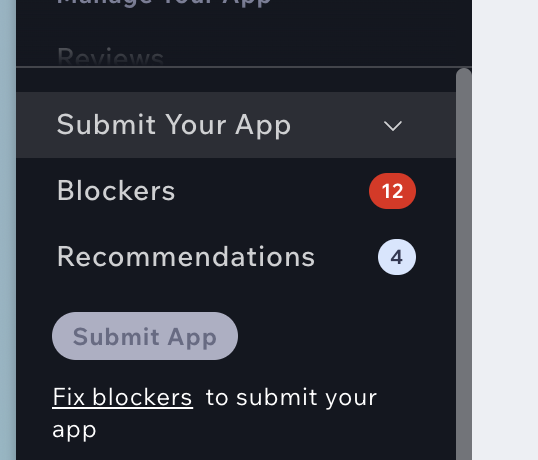 Manage Your App
Reviews
Submit Your App
Blockers 12
Recommendations 4
Submit App
Fix blockers to submit your
app